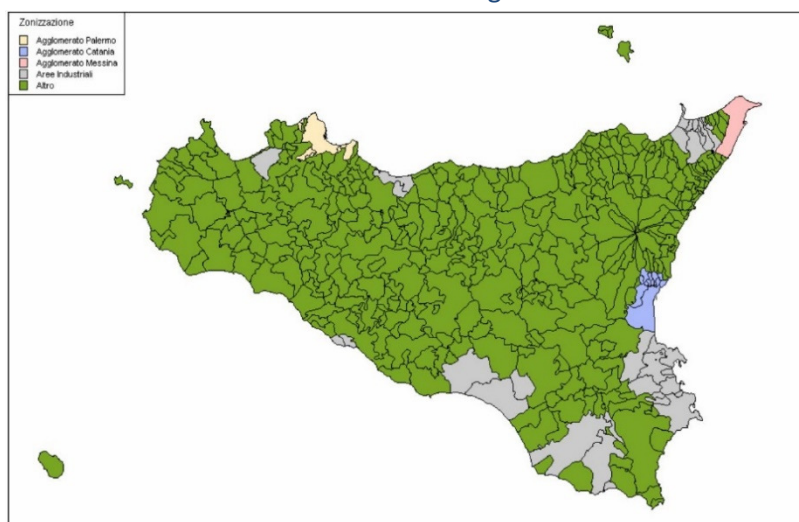 Zonizzazione
Agglomerato Palermo
Agglomerato Catania
Agglomerato Messina
Aree Industriali
Altro